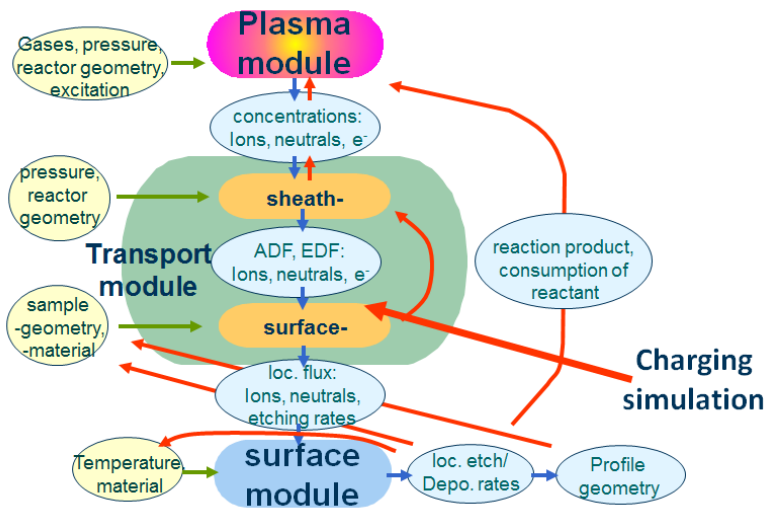 Plasma
module
Gases, pressure,
reactor geometry,
excitation
concentrations:
Ions, neutrals, e-
pressure,
reactor
geometry
sheath-
Transport
module
ADF, EDF:
Ions, neutrals, e-
reaction product,
consumption of
reactant
sample
-geometry,
-material
surface-
Charging
simulation
loc. flux:
Ions, neutrals,
etching rates
Temperature
material
surface
module
loc. etch/
Depo. rates
Profile
geometry